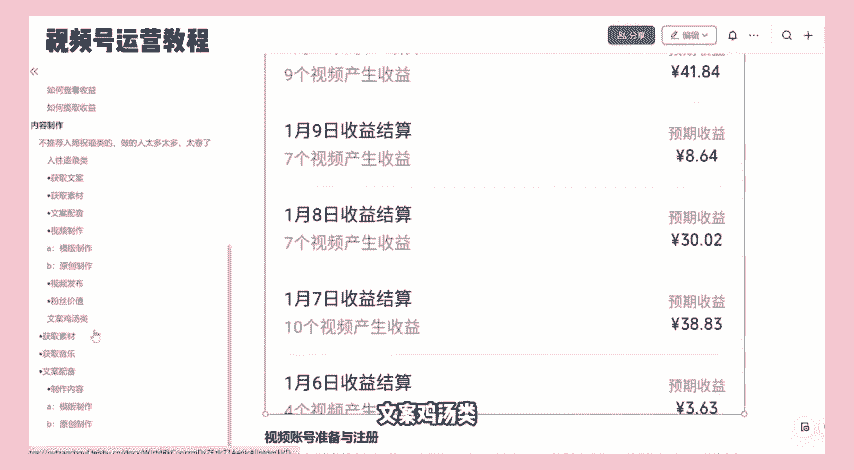 视频号运营教程
分享
编辑
如何查看收益
如何提取收益
内容制作
不推荐人群祝福类的、做的人太多太多、太卷了
•获取文案
•获取素材
•文案配音
•视频制作
a：模版制作
b：原创制作
•视频发布
•粉丝价值
文案鸡汤类
•获取素材
•获取音乐
•文案配音
•制作内容
a：模版制作
b：原创制作
9个视频产生收益
¥41.84
1月9日收益结算
预期收益
7个视频产生收益
¥8.64
1月8日收益结算
预期收益
7个视频产生收益
¥30.02
1月7日收益结算
预期收益
10个视频产生收益
¥38.83
1月6日收益结算
预期收益
4个视频产生收益
¥3.63
文案鸡汤类
视频账号准备与注册